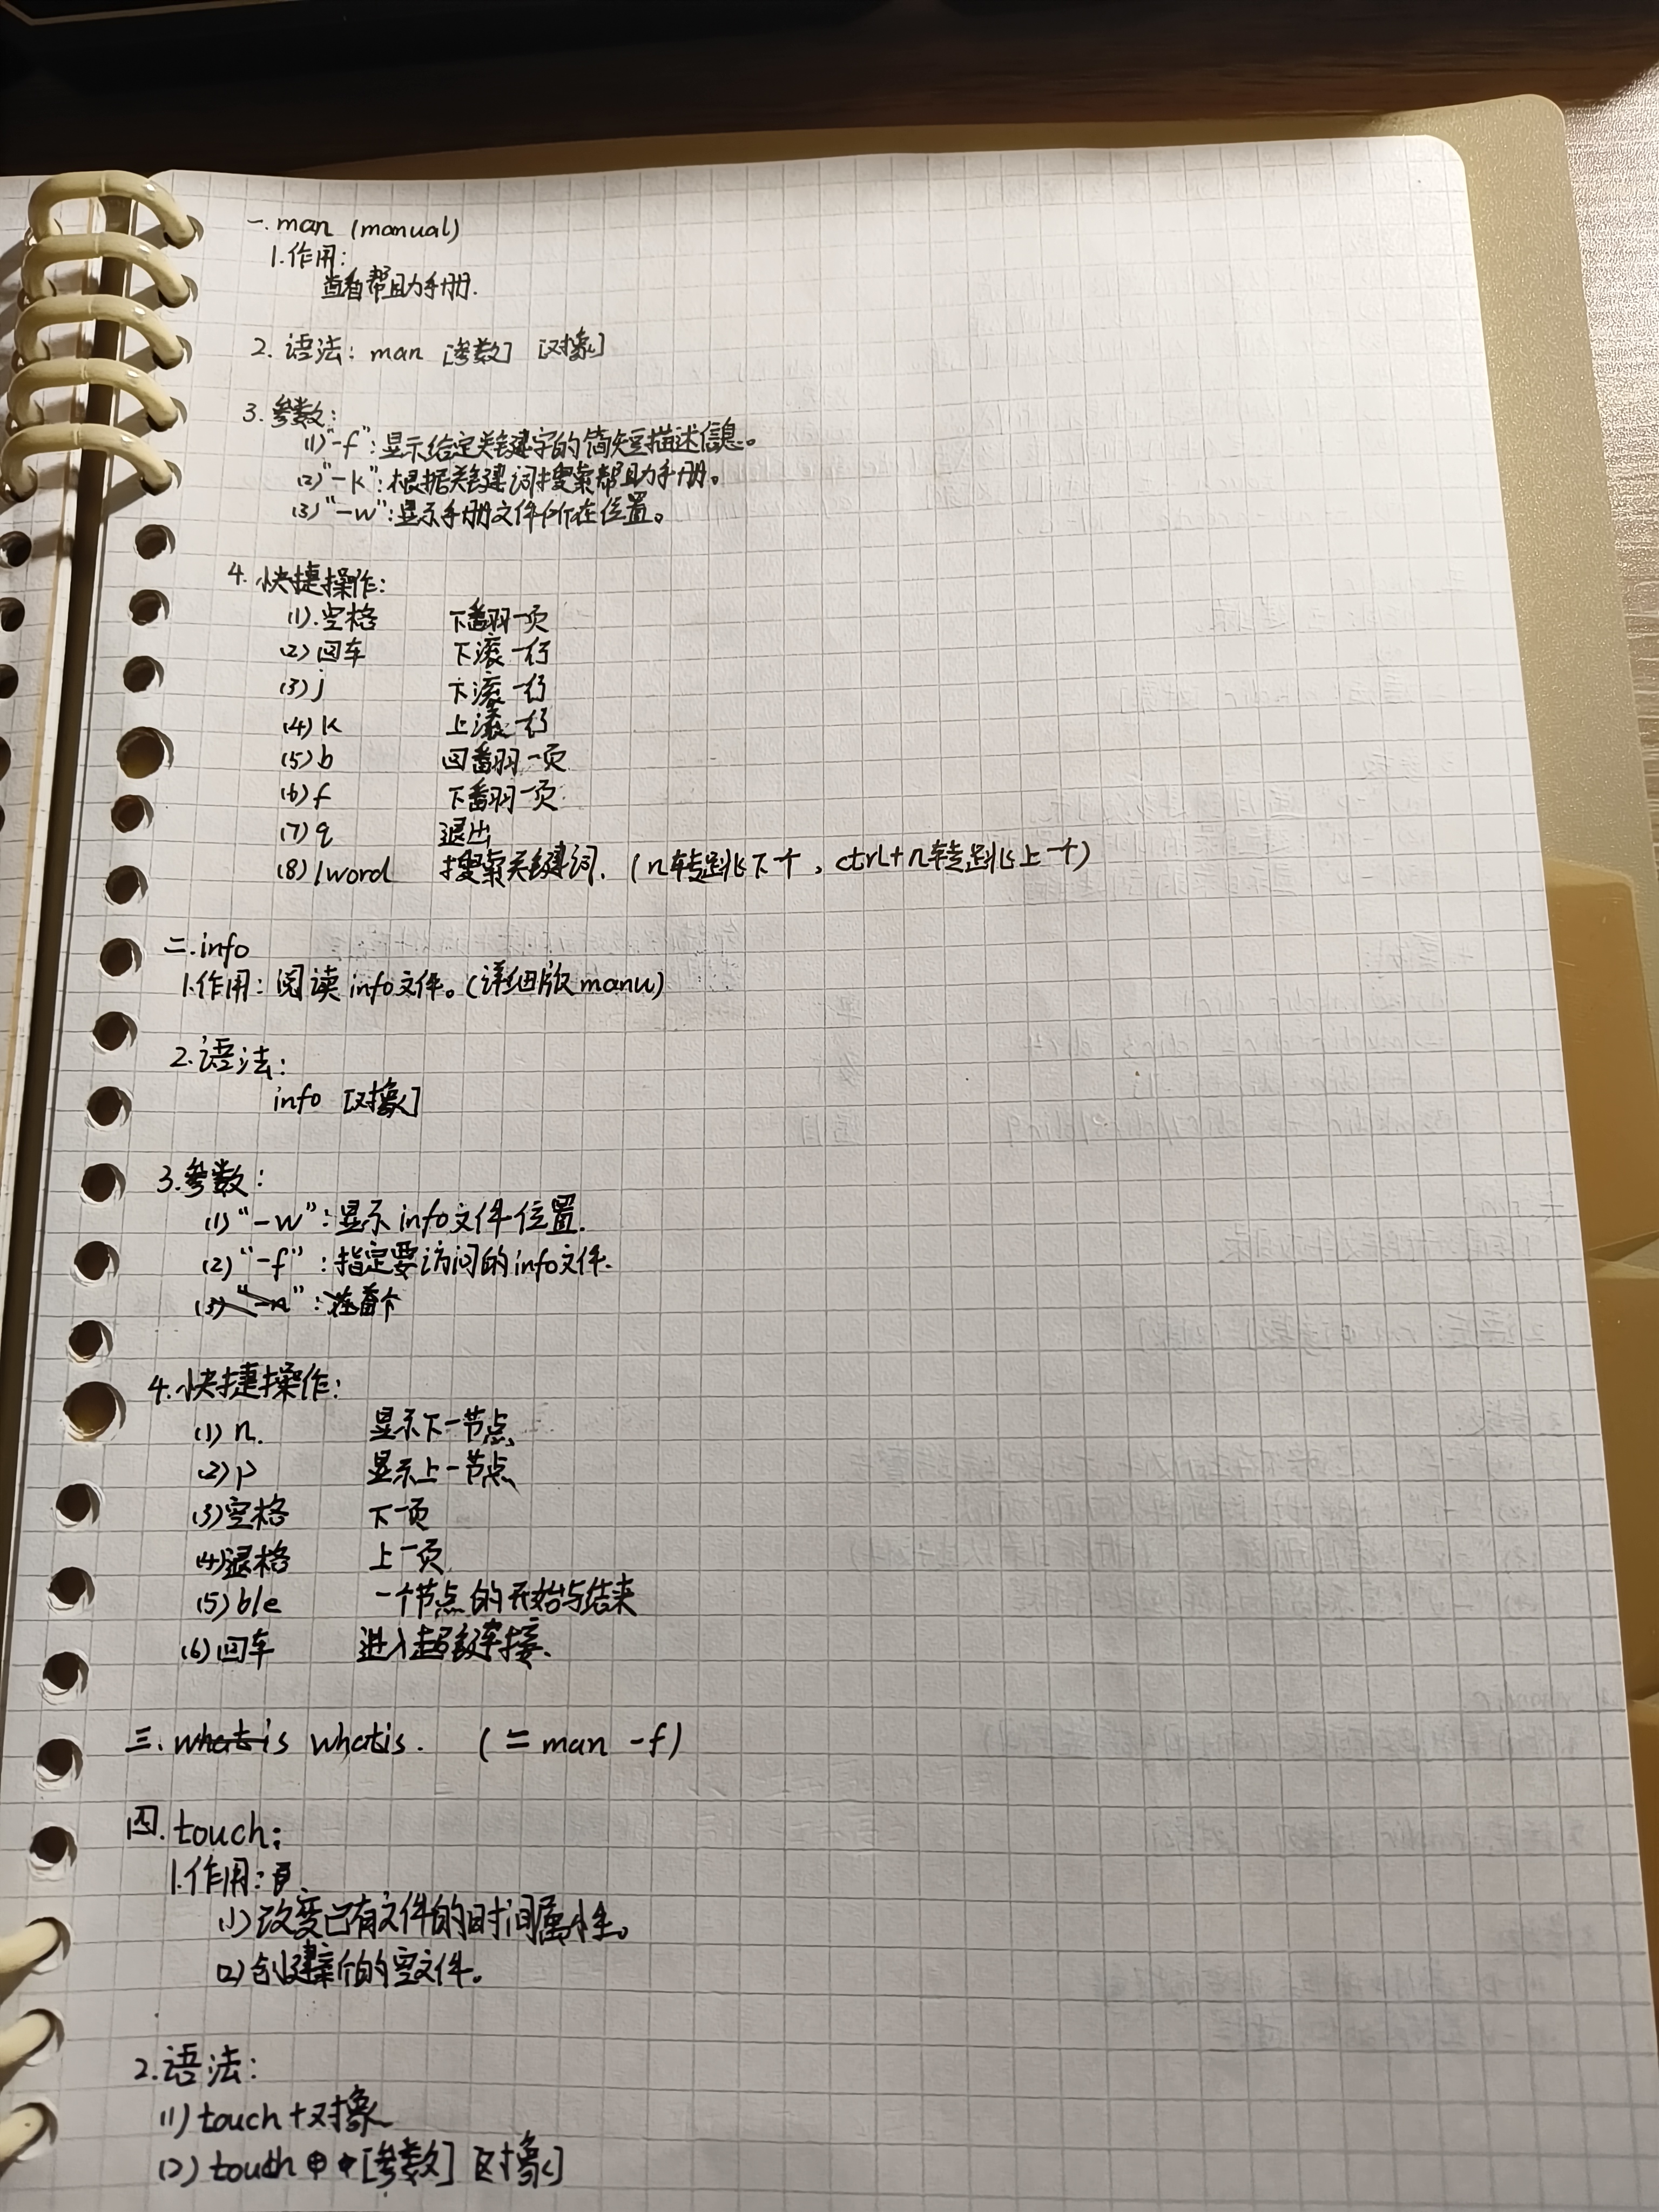 一.man (manual)
1.作用:
查看帮助手册.
2.语法: man [参数] [对象]
3.参数:
(1)"-f":显示给定关键字的简短描述信息。
(2)"-k":根据关键词搜索帮助手册。
(3)"-w":显示手册文件所在位置。
4.快捷操作:
(1).空格 下翻一页
(2)回车 下滚一行
(3)j 下滚一行
(4)k 上滚一行
(5)b 回翻一页
(6)f 下翻一页
(7)q 退出
(8)/word 搜索关键词.(n转跳下一个,ctrl+n转跳上一个)
二.info
1.作用:阅读info文件。(详细版manu)
2.语法:
info [对象]
3.参数:
(1)"-w":显示info文件位置.
(2)"-f":指定要访问的info文件.
(3)"-n":
4.快捷操作:
(1)n. 显示下一节点
(2)p 显示上一节点
(3)空格 下一页
(4)退格 上一页
(5)b/e 一个节点的开始与结束
(6)回车 进入超链接.
三.what is whatis. (= man -f)
四.touch:
1.作用:
(1)改变已有文件的时间属性。
(2)创建新的空文件。
2.语法:
(1)touch+对象
(2)touch [参数] [对象]